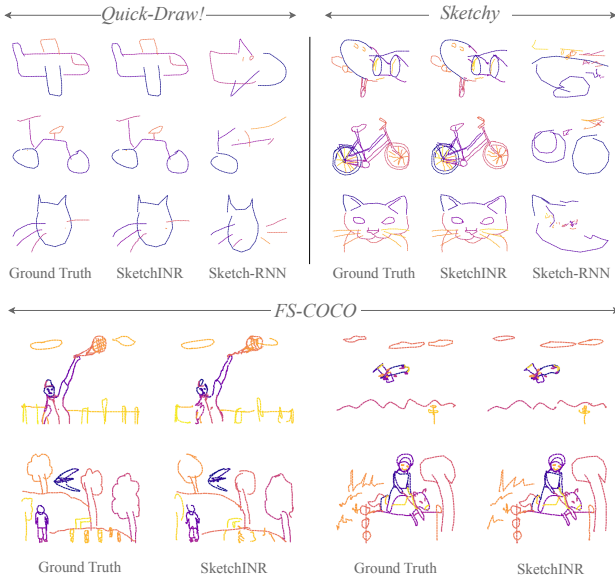 Quick-Draw!
Sketchy
Ground Truth SketchINR Sketch-RNN
Ground Truth SketchINR Sketch-RNN
FS-COCO
Ground Truth SketchINR Ground Truth SketchINR